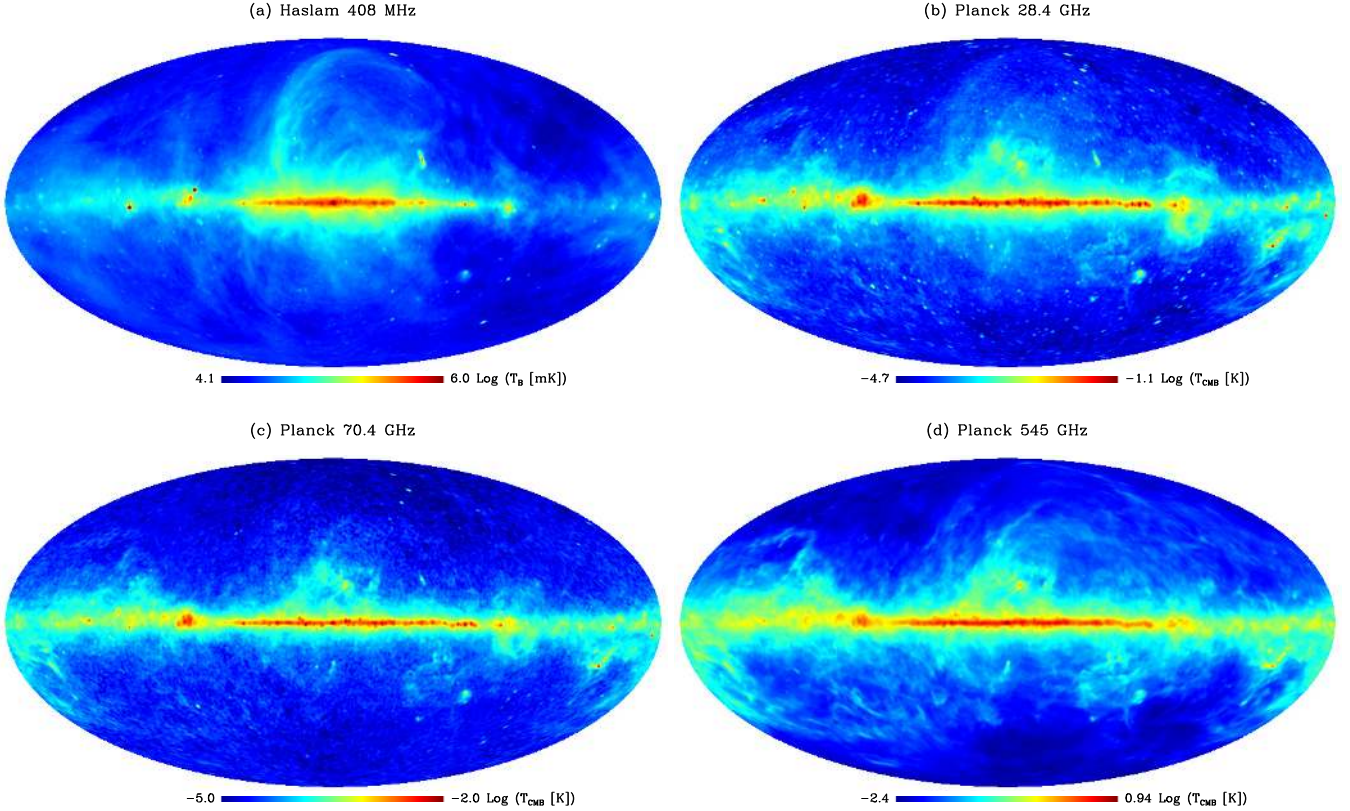 (a) Haslam 408 MHz
(b) Planck 28.4 GHz
4.1 6.0 Log (T_B [mK])
−4.7 −1.1 Log (T_CMB [K])
(c) Planck 70.4 GHz
(d) Planck 545 GHz
−5.0 −2.0 Log (T_CMB [K])
−2.4 0.94 Log (T_CMB [K])